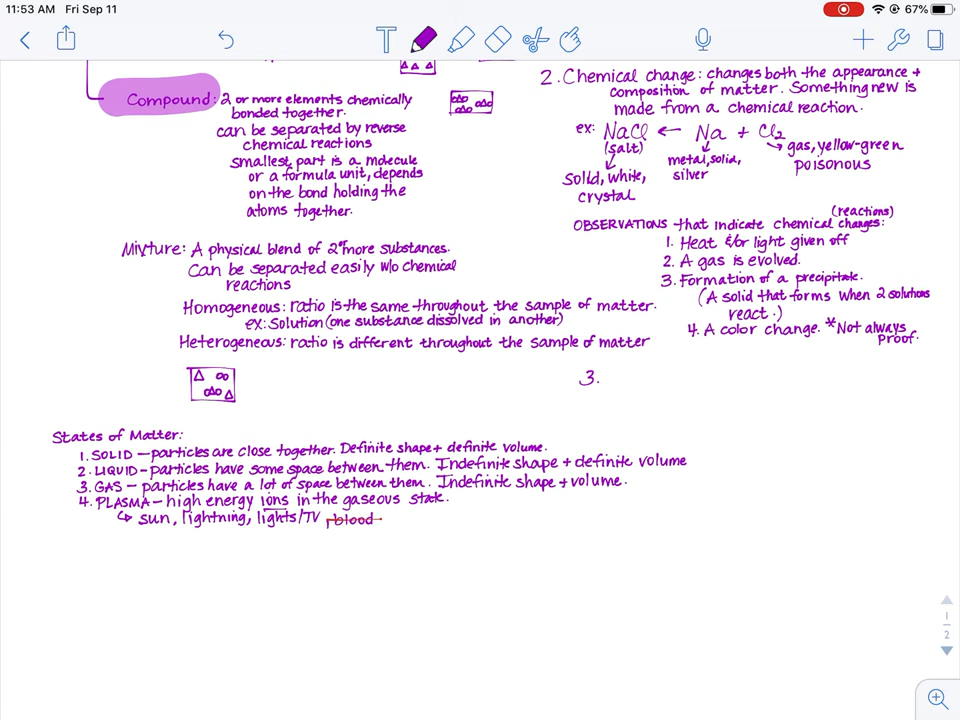 11:53 AM Fri Sep 11
67%
Compound: 2 or more elements chemically
bonded together.
can be separated by reverse
chemical reactions
smallest part is a molecule
or a formula unit, depends
on the bond holding the
atoms together.
Mixture: A physical blend of 2 or more substances.
Can be separated easily w/o chemical
reactions
Homogeneous: ratio is the same throughout the sample of matter.
ex: Solution (one substance dissolved in another)
Heterogeneous: ratio is different throughout the sample of matter
2. Chemical change: changes both the appearance +
composition of matter. Something new is
made from a chemical reaction.
ex: NaCl ← Na + Cl2
(salt)
solid, white,
crystal
metal, solid,
silver
gas, yellow-green
poisonous
OBSERVATIONS that indicate chemical changes:
(reactions)
1. Heat &/or light given off
2. A gas is evolved.
3. Formation of a precipitate.
(A solid that forms when 2 solutions
react.)
4. A color change. *Not always
proof.
3.
States of Matter:
1. SOLID — particles are close together. Definite shape + definite volume.
2. LIQUID – particles have some space between them. Indefinite shape + definite volume
3. GAS – particles have a lot of space between them. Indefinite shape + volume.
4. PLASMA – high energy ions in the gaseous state.
↳ sun, lightning, lights/TV, blood
1
2